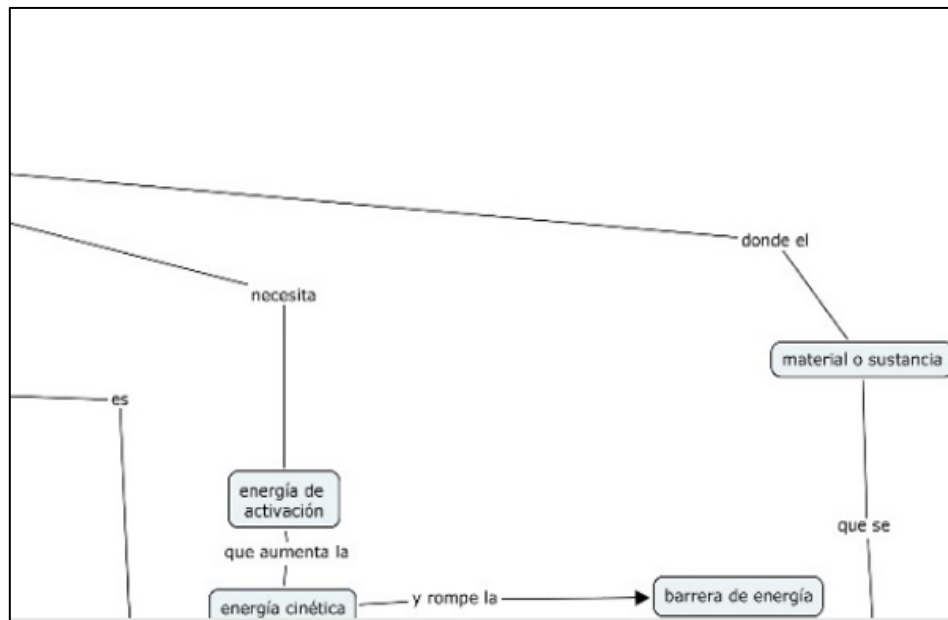 donde el
necesita
material o sustancia
es
energía de
activación
que se
que aumenta la
energía cinética
y rompe la
barrera de energía